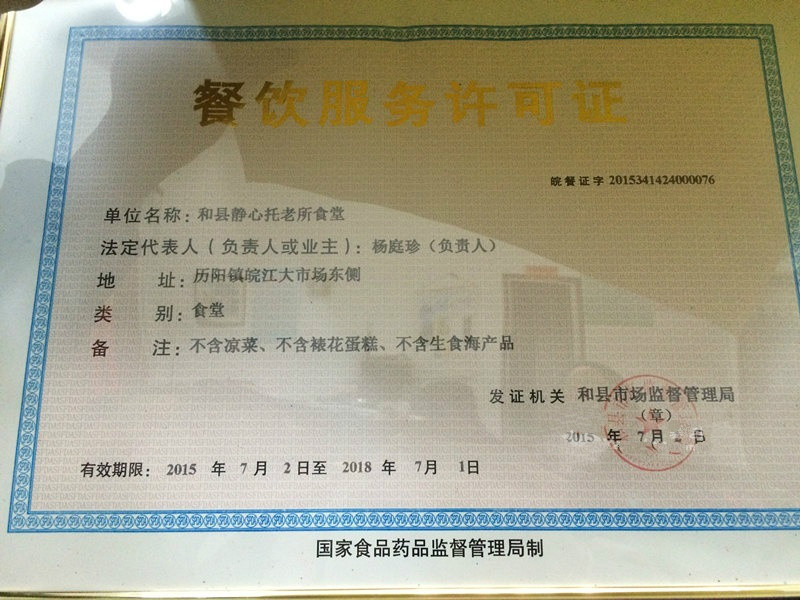 餐饮服务许可证
皖餐证字 2015341424000076
单位名称：和县静心托老所食堂
法定代表人（负责人或业主）：杨庭珍（负责人）
地 址：历阳镇皖江大市场东侧
类 别：食堂
备 注：不含凉菜、不含裱花蛋糕、不含生食海产品
发证机关 和县市场监督管理局
（章）
2015 年 7 月 2 日
有效期限： 2015 年 7 月 2 日至 2018 年 7 月 1 日
国家食品药品监督管理局制